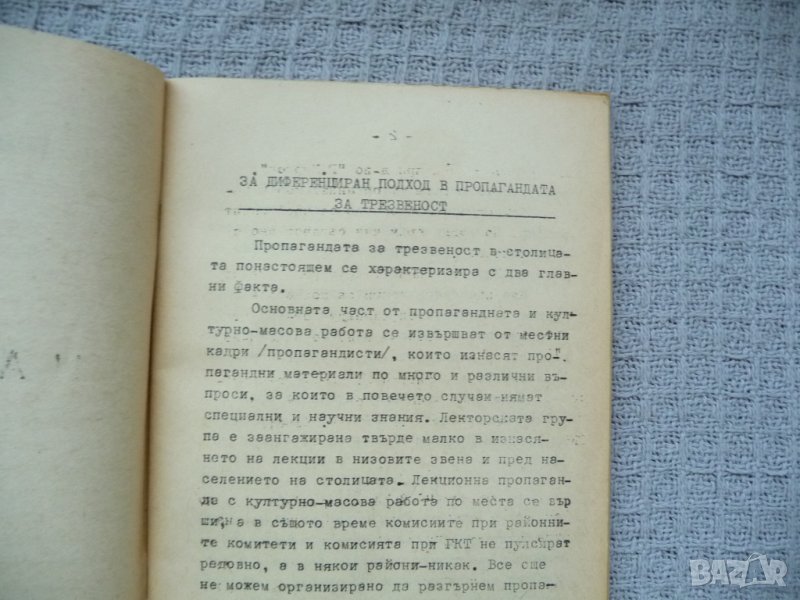 - 2 -
ЗА ДИФЕРЕНЦИРАН ПОДХОД В ПРОПАГАНДАТА
ЗА ТРЕЗВЕНОСТ
Пропагандата за трезвеност в столица-
та понастоящем се характеризира с два глав
ни факта.
Основната част от пропагандната и кул-
турно-масова работа се извършват от местни
кадри /пропагандисти/, които изнасят про-
пагандни материали по много и различни въ-
проси, за които в повечето случаи нямат
специални и научни знания. Лекторската гру-
па е заангажирана твърде малко в изнася-
нето на лекции в низовите звена и пред на-
селението на столицата. Лекционна пропаган-
да с културно-масова работа по места се вър
ши, а в същото време комисиите при районни-
те комитети и комисията при ГКТ не пулсират
редовно, а в някои райони-никак. Все още
не можем организирано да разгърнем пропа-
BAZAR
bg